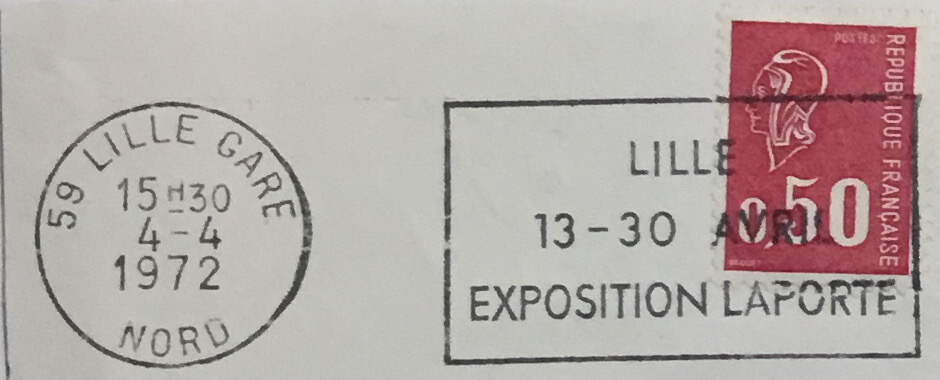 59 LILLE GARE
15H30
4-4
1972
NORD
LILLE
13-30 AVRIL
EXPOSITION LAPORTE
POSTES
REPUBLIQUE FRANÇAISE
0,50